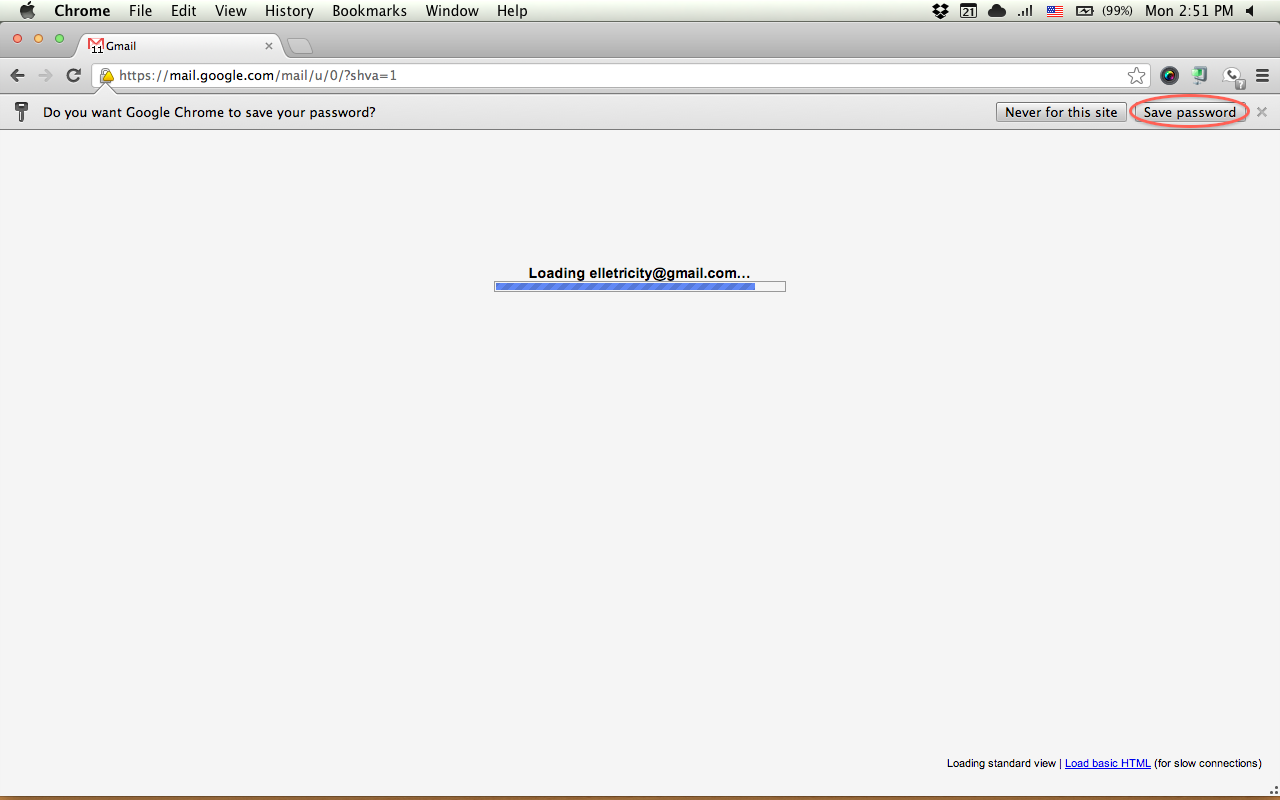 Chrome File Edit View History Bookmarks Window Help 21 (99%) Mon 2:51 PM
11 Gmail
https://mail.google.com/mail/u/0/?shva=1 7
Do you want Google Chrome to save your password? Never for this site Save password
Loading elletricity@gmail.com...
Loading standard view | Load basic HTML (for slow connections)